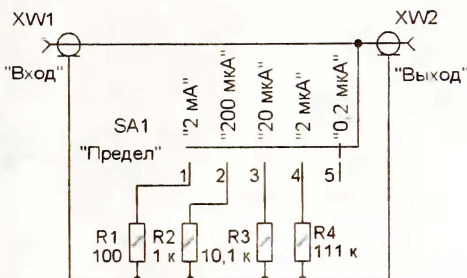 XW1
XW2
"Вход"
"Выход"
SA1
"Предел"
"2 мА"
"200 мкА"
"20 мкА"
"2 мкА"
"0,2 мкА"
1 2 3 4 5
R1
100
R2
1 к
R3
10,1 к
R4
111 к